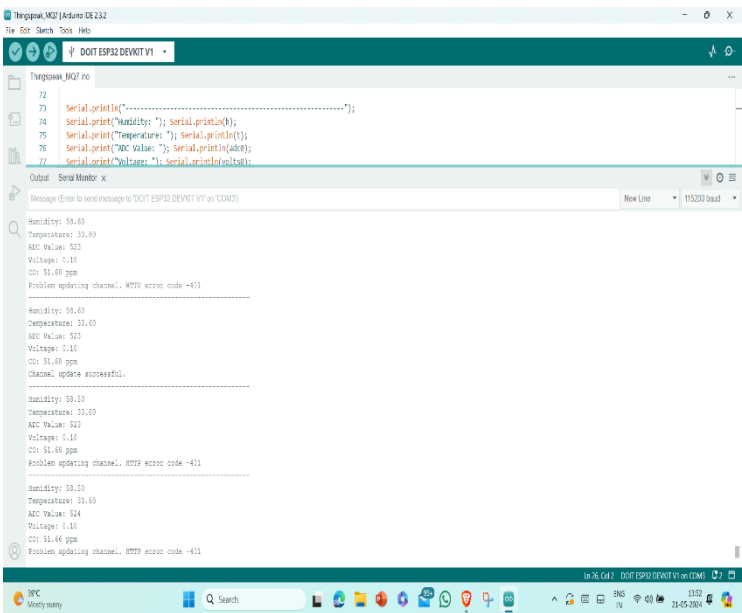 Thingspeak_MQ7 | Arduino IDE 2.3.2
File Edit Sketch Tools Help
DOIT ESP32 DEVKIT V1
Thingspeak_MQ7.ino
72
73 Serial.println("------------------------------------------------------------");
74 Serial.print("Humidity: "); Serial.println(h);
75 Serial.print("Temperature: "); Serial.println(t);
76 Serial.print("ADC Value: "); Serial.println(adc0);
77 Serial.print("Voltage: "); Serial.println(volts0);
Output Serial Monitor x
Message (Enter to send message to 'DOIT ESP32 DEVKIT V1' on 'COM3')
New Line 115200 baud
Humidity: 58.60
Temperature: 33.60
ADC Value: 523
Voltage: 0.10
CO: 51.60 ppm
Problem updating channel. HTTP error code -401
------------------------------------------------------------
Humidity: 58.60
Temperature: 33.60
ADC Value: 523
Voltage: 0.10
CO: 51.60 ppm
Channel update successful.
------------------------------------------------------------
Humidity: 58.50
Temperature: 33.60
ADC Value: 523
Voltage: 0.10
CO: 51.60 ppm
Problem updating channel. HTTP error code -401
------------------------------------------------------------
Humidity: 58.50
Temperature: 33.60
ADC Value: 524
Voltage: 0.10
CO: 51.66 ppm
Problem updating channel. HTTP error code -401
Ln 26, Col 2 DOIT ESP32 DEVKIT V1 on COM3 2
39°C
Mostly sunny
Search
99+
ENG
IN
13:52
21-05-2024